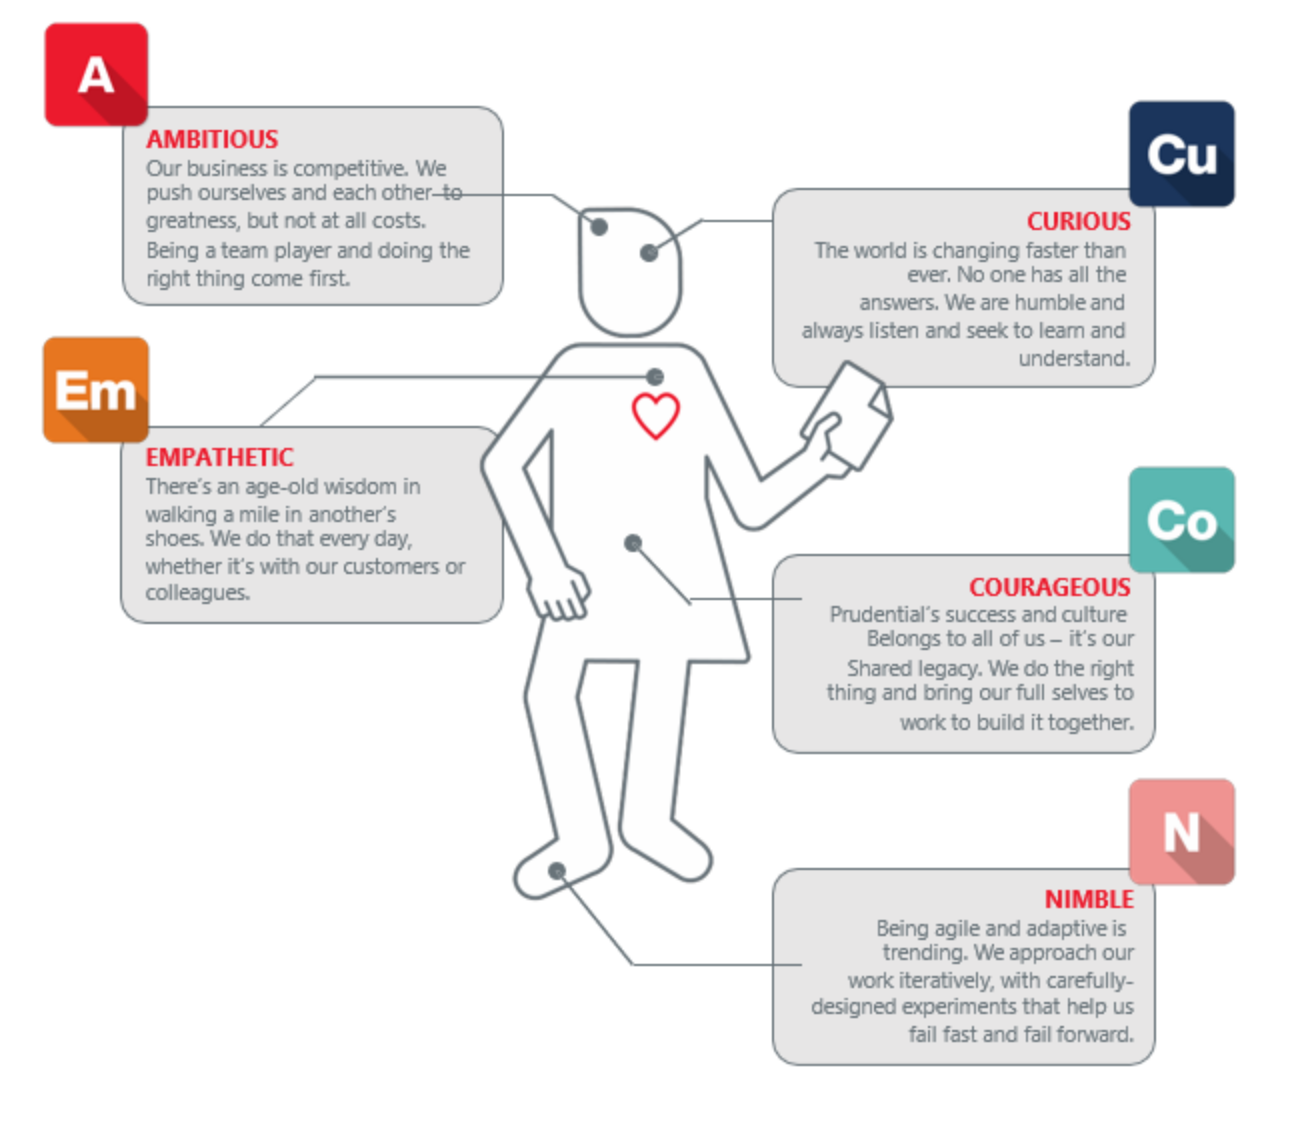 A
AMBITIOUS
Our business is competitive. We
push ourselves and each other to
greatness, but not at all costs.
Being a team player and doing the
right thing come first.
Cu
CURIOUS
The world is changing faster than
ever. No one has all the
answers. We are humble and
always listen and seek to learn and
understand.
Em
EMPATHETIC
There's an age-old wisdom in
walking a mile in another's
shoes. We do that every day,
whether it's with our customers or
colleagues.
Co
COURAGEOUS
Prudential's success and culture
Belongs to all of us – it's our
Shared legacy. We do the right
thing and bring our full selves to
work to build it together.
N
NIMBLE
Being agile and adaptive is
trending. We approach our
work iteratively, with carefully-
designed experiments that help us
fail fast and fail forward.